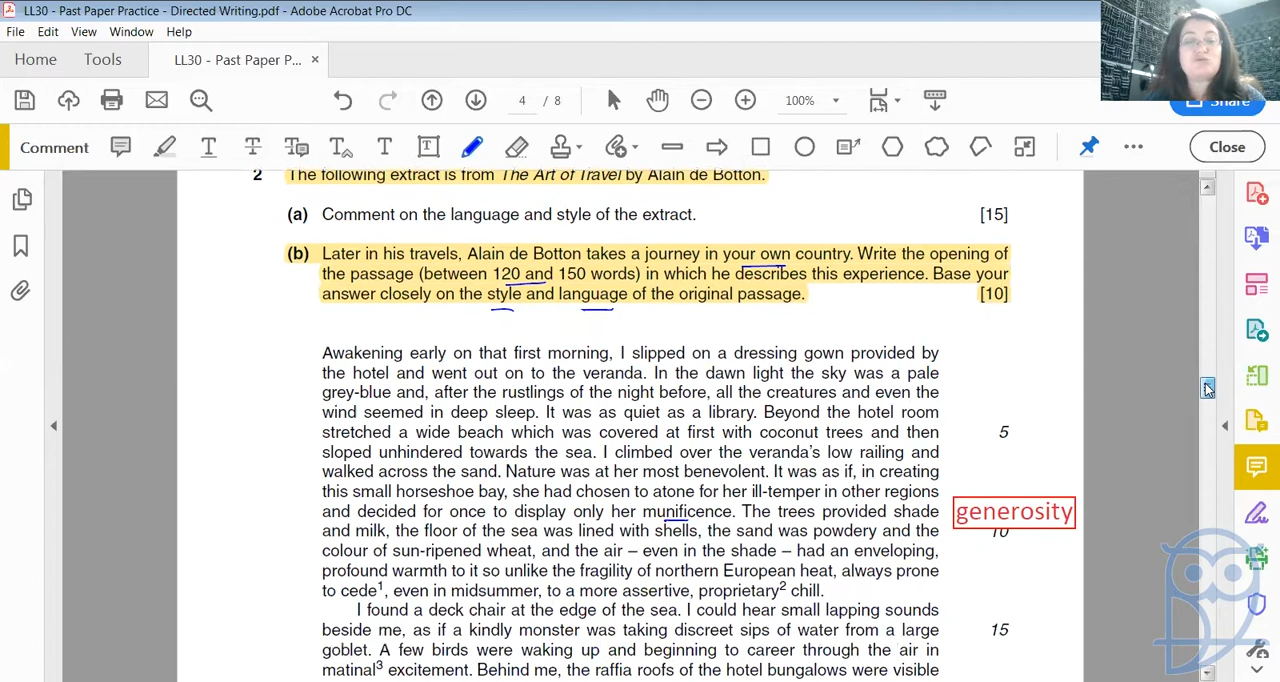 LL30 - Past Paper Practice - Directed Writing.pdf - Adobe Acrobat Pro DC
File Edit View Window Help
Home Tools LL30 - Past Paper P... ×
4 / 8 100% Share
Comment Close
2 The following extract is from The Art of Travel by Alain de Botton.
(a) Comment on the language and style of the extract. [15]
(b) Later in his travels, Alain de Botton takes a journey in your own country. Write the opening of
the passage (between 120 and 150 words) in which he describes this experience. Base your
answer closely on the style and language of the original passage. [10]
Awakening early on that first morning, I slipped on a dressing gown provided by
the hotel and went out on to the veranda. In the dawn light the sky was a pale
grey-blue and, after the rustlings of the night before, all the creatures and even the
wind seemed in deep sleep. It was as quiet as a library. Beyond the hotel room
stretched a wide beach which was covered at first with coconut trees and then 5
sloped unhindered towards the sea. I climbed over the veranda's low railing and
walked across the sand. Nature was at her most benevolent. It was as if, in creating
this small horseshoe bay, she had chosen to atone for her ill-temper in other regions
and decided for once to display only her munificence. The trees provided shade generosity
and milk, the floor of the sea was lined with shells, the sand was powdery and the 10
colour of sun-ripened wheat, and the air – even in the shade – had an enveloping,
profound warmth to it so unlike the fragility of northern European heat, always prone
to cede1, even in midsummer, to a more assertive, proprietary2 chill.
I found a deck chair at the edge of the sea. I could hear small lapping sounds
beside me, as if a kindly monster was taking discreet sips of water from a large 15
goblet. A few birds were waking up and beginning to career through the air in
matinal3 excitement. Behind me, the raffia roofs of the hotel bungalows were visible